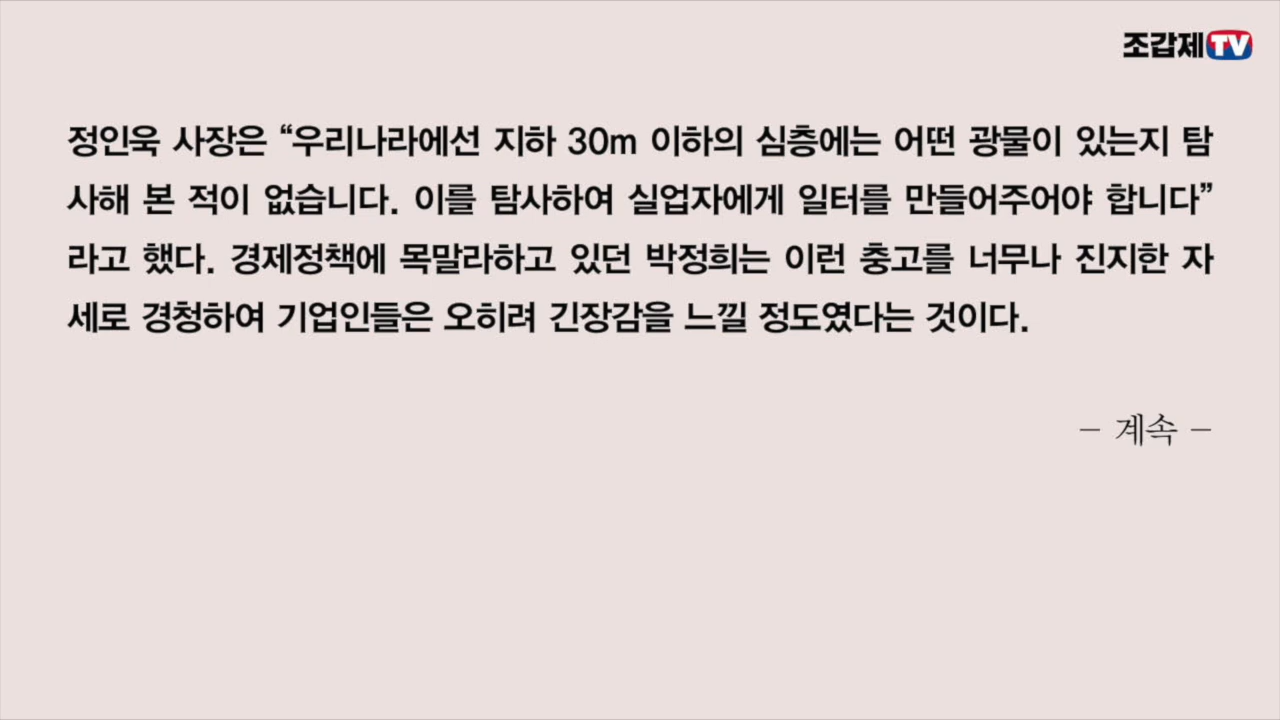 조갑제TV
정인욱 사장은 “우리나라에선 지하 30m 이하의 심층에는 어떤 광물이 있는지 탐
사해 본 적이 없습니다. 이를 탐사하여 실업자에게 일터를 만들어주어야 합니다”
라고 했다. 경제정책에 목말라하고 있던 박정희는 이런 충고를 너무나 진지한 자
세로 경청하여 기업인들은 오히려 긴장감을 느낄 정도였다는 것이다.
– 계속 –